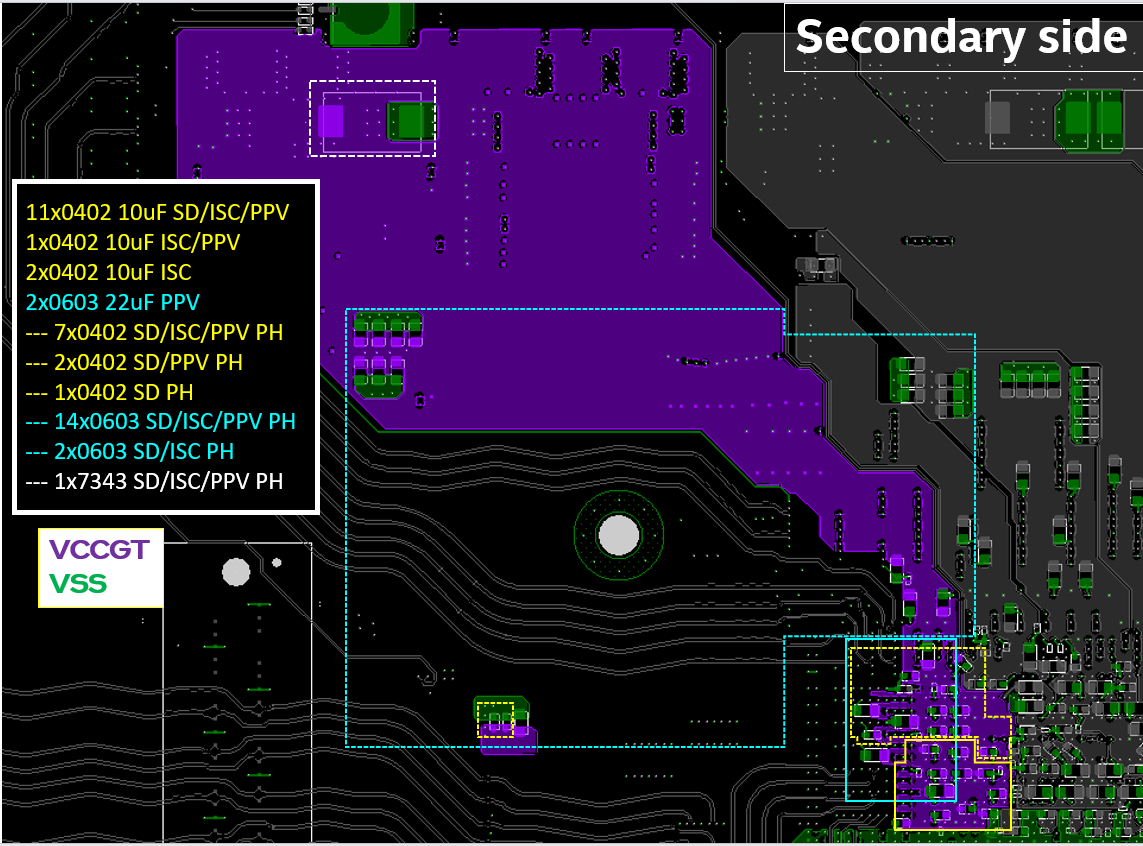 Secondary side
11x0402 10uF SD/ISC/PPV
1x0402 10uF ISC/PPV
2x0402 10uF ISC
2x0603 22uF PPV
--- 7x0402 SD/ISC/PPV PH
--- 2x0402 SD/PPV PH
--- 1x0402 SD PH
--- 14x0603 SD/ISC/PPV PH
--- 2x0603 SD/ISC PH
--- 1x7343 SD/ISC/PPV PH
VCCGT
VSS